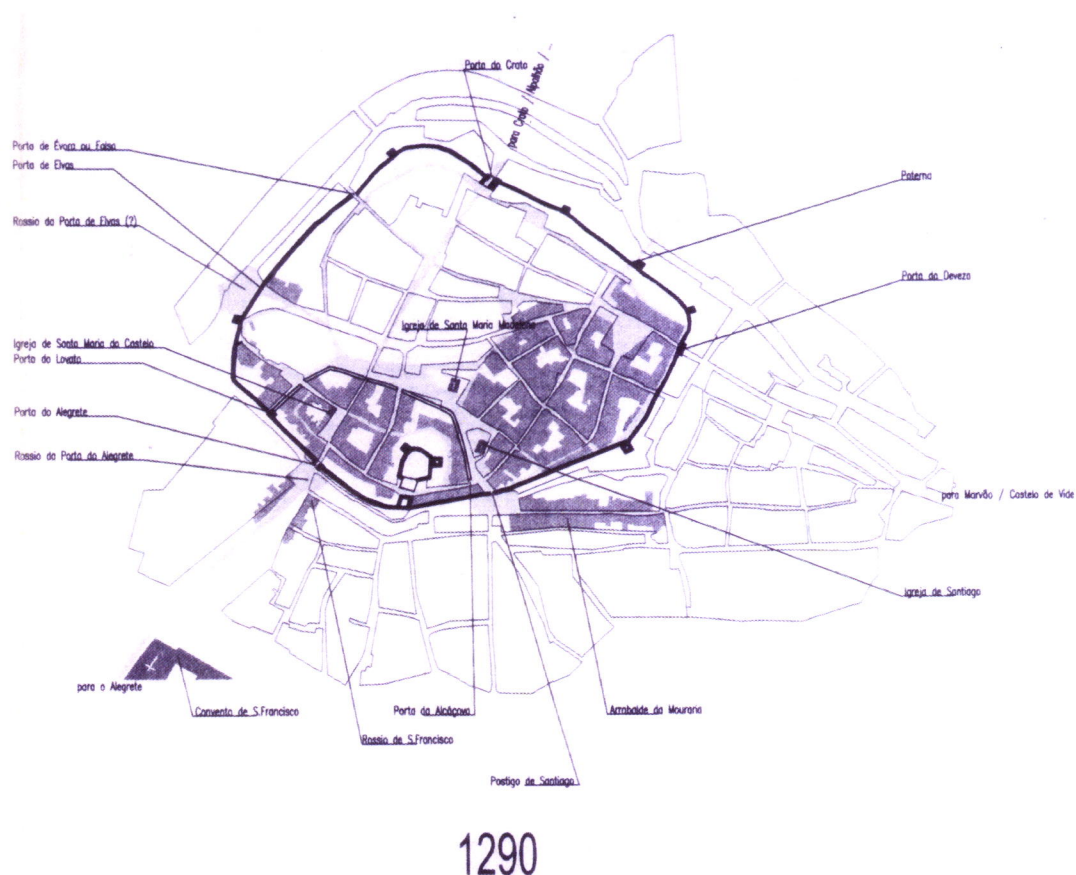 Porta do Crato
para Crato / Alpalhão / ...
Porta de Évora ou Falsa
Porta de Elvas
Paterna
Rossio da Porta de Elvas (?)
Porta da Deveza
Igreja de Santa Maria Madalena
Igreja de Santa Maria do Castelo
Porta do Lovato
Porta do Alegrete
Rossio da Porta do Alegrete
para Marvão / Castelo de Vide
Igreja de Santiago
para o Alegrete
Convento de S.Francisco
Porta da Alcáçova
Arrabalde da Mouraria
Rossio de S.Francisco
Postigo de Santiago
1290